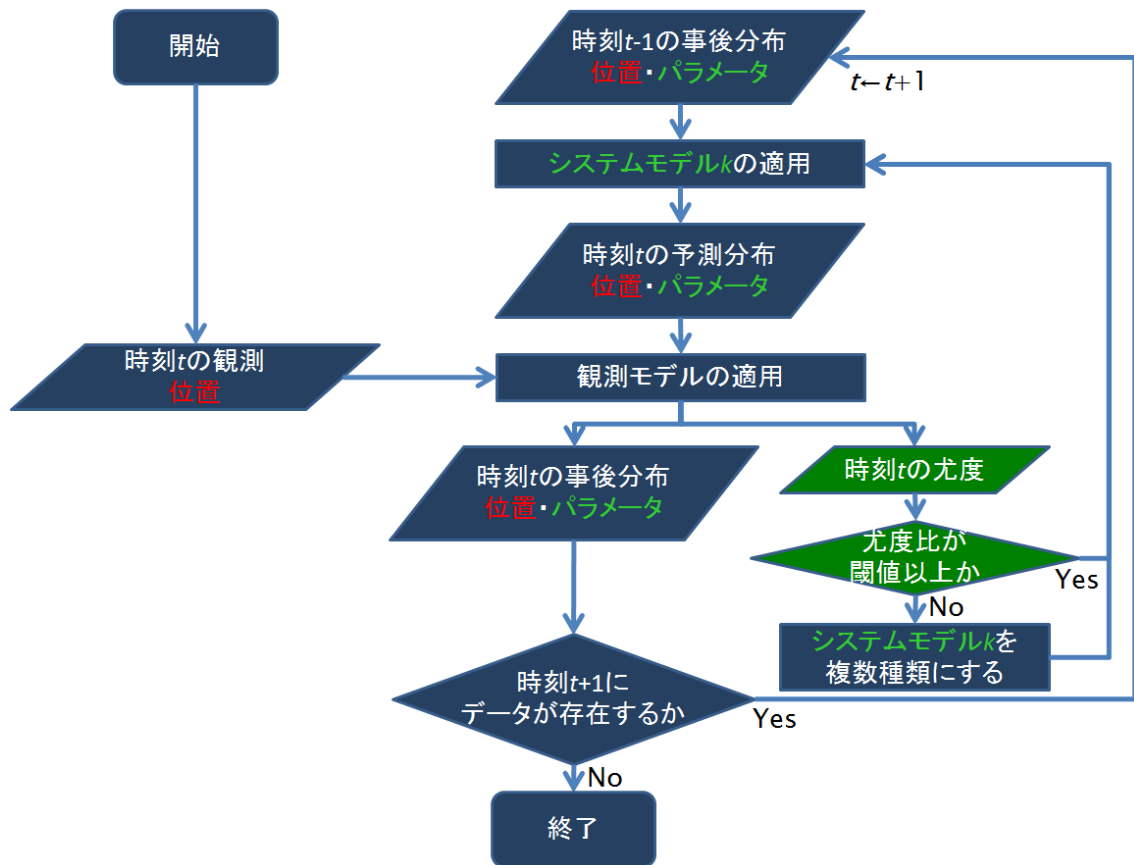 開始
時刻t-1の事後分布
位置・パラメータ
t←t+1
システムモデルkの適用
時刻tの予測分布
位置・パラメータ
時刻tの観測
位置
観測モデルの適用
時刻tの事後分布
位置・パラメータ
時刻tの尤度
尤度比が
閾値以上か
Yes
No
システムモデルkを
複数種類にする
時刻t+1に
データが存在するか
Yes
No
終了